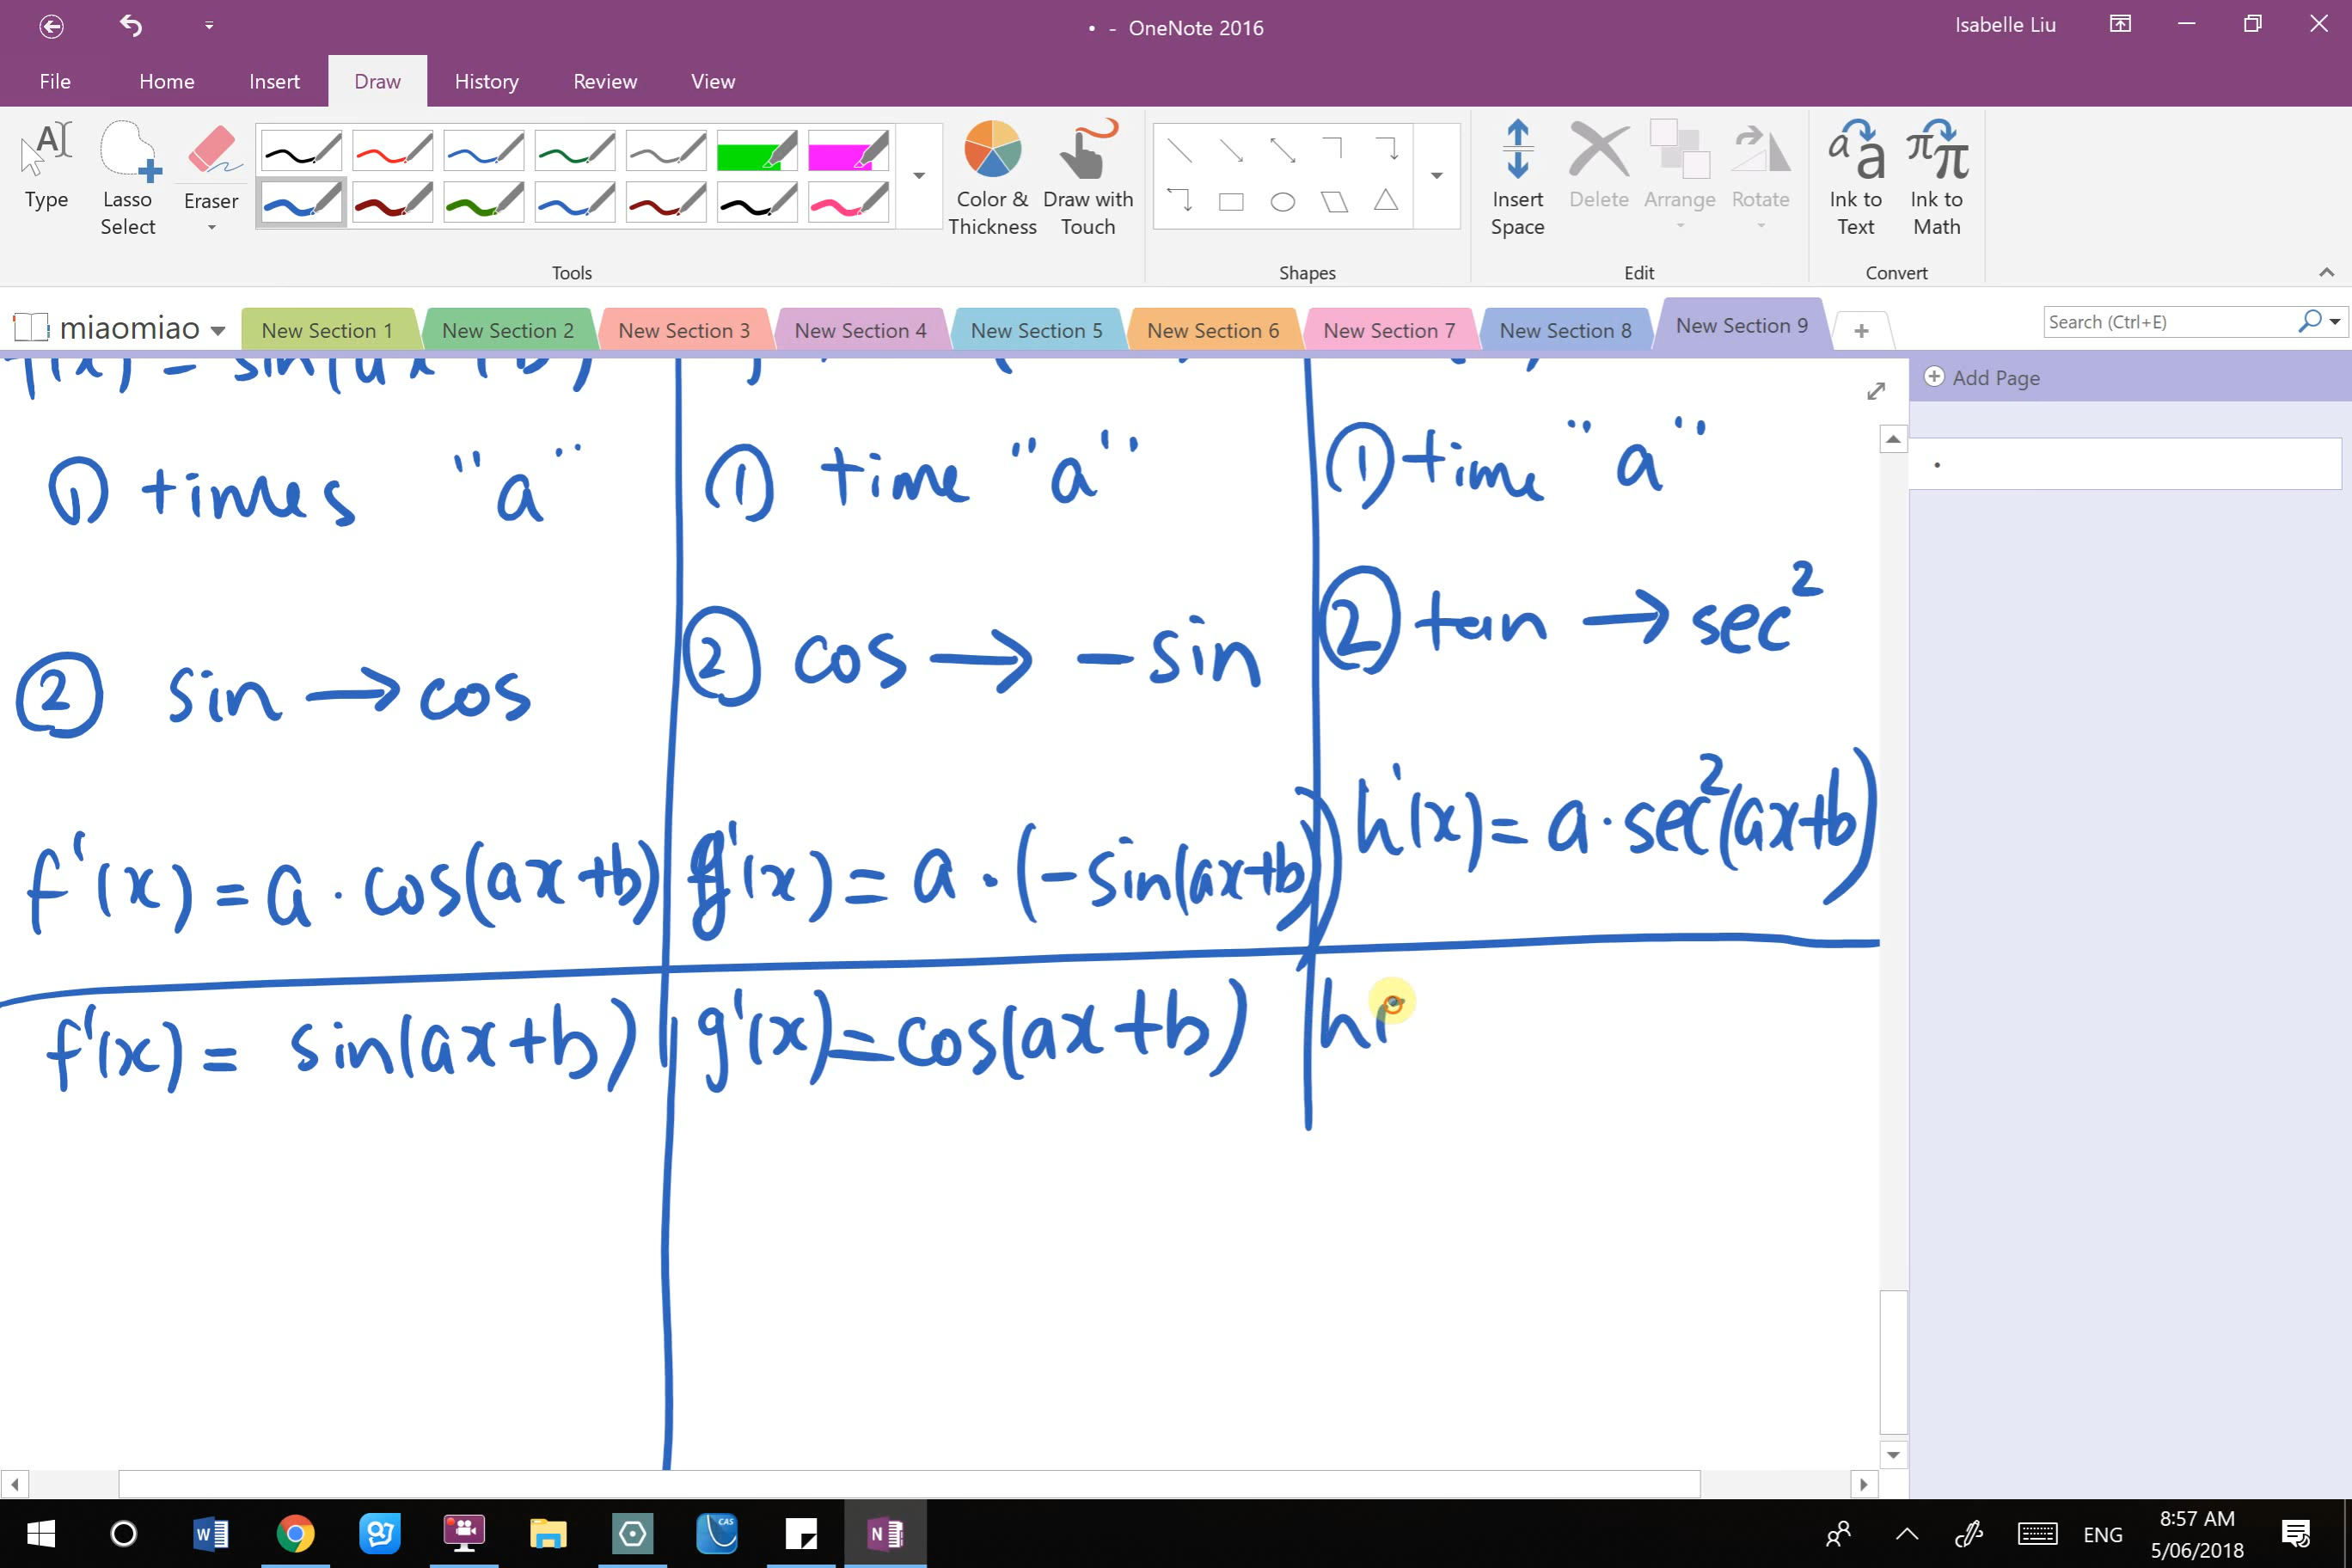 • - OneNote 2016
Isabelle Liu
File Home Insert Draw History Review View
Type
Lasso Select
Eraser
Color & Thickness
Draw with Touch
Insert Space
Delete
Arrange
Rotate
Ink to Text
Ink to Math
Tools
Shapes
Edit
Convert
miaomiao
New Section 1
New Section 2
New Section 3
New Section 4
New Section 5
New Section 6
New Section 7
New Section 8
New Section 9
Search (Ctrl+E)
Add Page
f(x) = sin(ax+b)
① times "a"
② sin → cos
f'(x) = a · cos(ax+b)
f'(x) = sin(ax+b)
① time "a"
② cos → -sin
g'(x) = a · (-sin(ax+b))
g'(x) = cos(ax+b)
① time "a"
② tan → sec²
h'(x) = a · sec²(ax+b)
h'
CAS
ENG
8:57 AM
5/06/2018